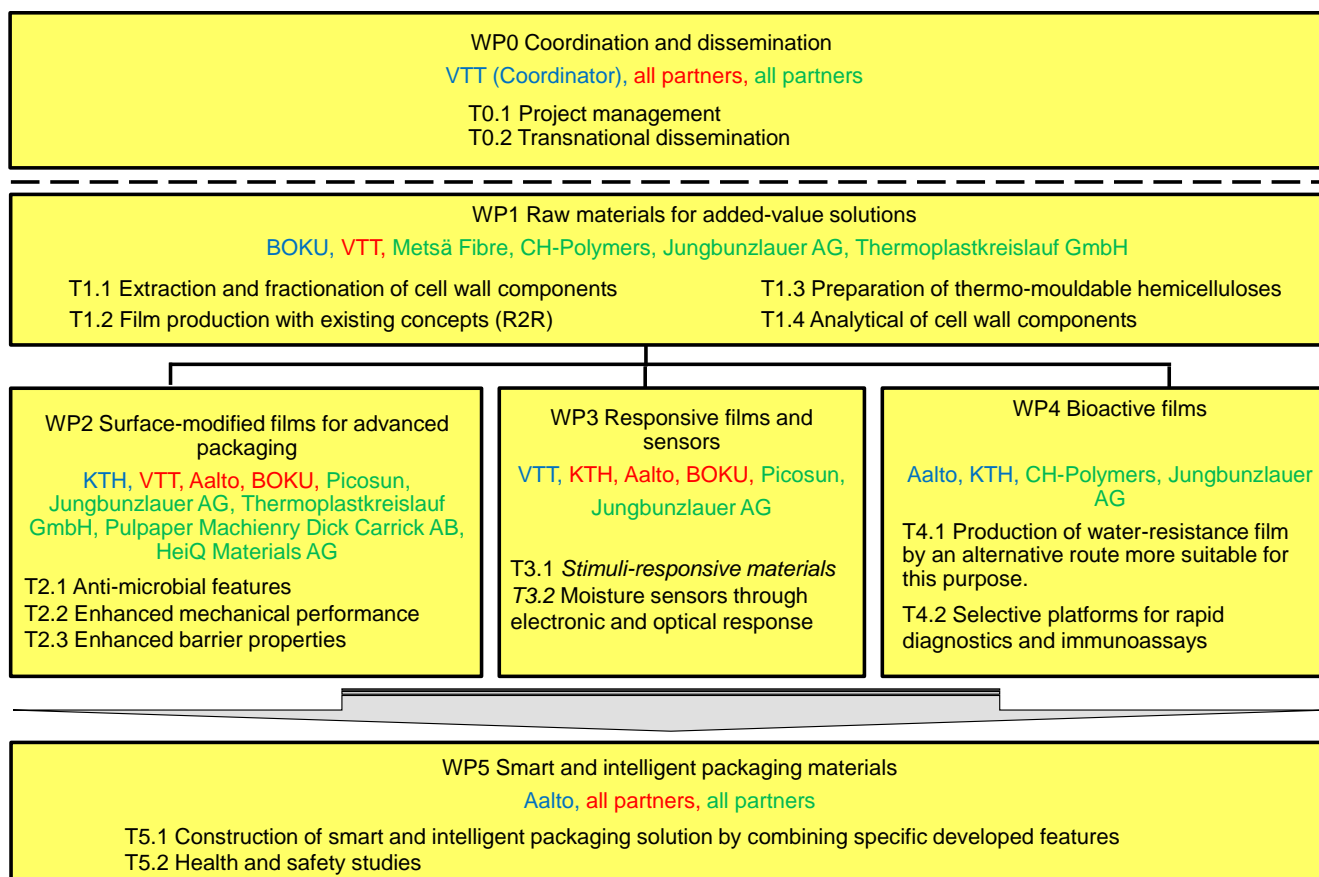 WP0 Coordination and dissemination
VTT (Coordinator), all partners, all partners
T0.1 Project management
T0.2 Transnational dissemination
WP1 Raw materials for added-value solutions
BOKU, VTT, Metsä Fibre, CH-Polymers, Jungbunzlauer AG, Thermoplastkreislauf GmbH
T1.1 Extraction and fractionation of cell wall components
T1.2 Film production with existing concepts (R2R)
T1.3 Preparation of thermo-mouldable hemicelluloses
T1.4 Analytical of cell wall components
WP2 Surface-modified films for advanced
packaging
KTH, VTT, Aalto, BOKU, Picosun,
Jungbunzlauer AG, Thermoplastkreislauf
GmbH, Pulpaper Machienry Dick Carrick AB,
HeiQ Materials AG
T2.1 Anti-microbial features
T2.2 Enhanced mechanical performance
T2.3 Enhanced barrier properties
WP3 Responsive films and
sensors
VTT, KTH, Aalto, BOKU, Picosun,
Jungbunzlauer AG
T3.1 Stimuli-responsive materials
T3.2 Moisture sensors through
electronic and optical response
WP4 Bioactive films
Aalto, KTH, CH-Polymers, Jungbunzlauer
AG
T4.1 Production of water-resistance film
by an alternative route more suitable for
this purpose.
T4.2 Selective platforms for rapid
diagnostics and immunoassays
WP5 Smart and intelligent packaging materials
Aalto, all partners, all partners
T5.1 Construction of smart and intelligent packaging solution by combining specific developed features
T5.2 Health and safety studies